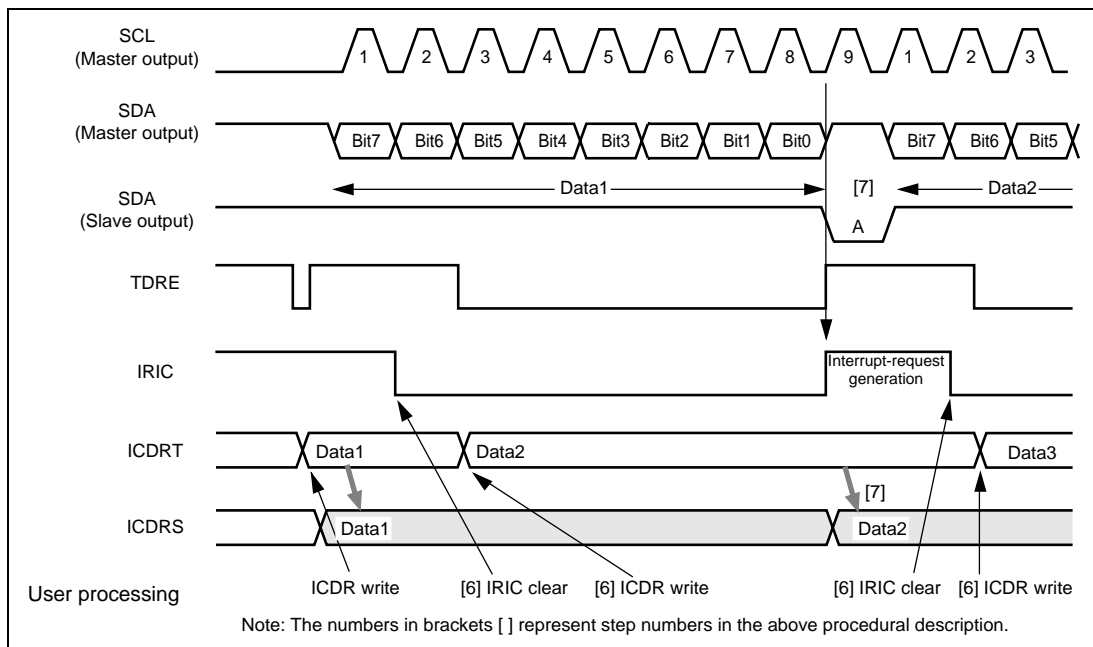 SCL
(Master output)
1 2 3 4 5 6 7 8 9 1 2 3
SDA
(Master output)
Bit7 Bit6 Bit5 Bit4 Bit3 Bit2 Bit1 Bit0 Bit7 Bit6 Bit5
Data1 [7] Data2
SDA
(Slave output)
A
TDRE
IRIC
Interrupt-request
generation
ICDRT
Data1 Data2 Data3
[7]
ICDRS
Data1 Data2
User processing
ICDR write [6] IRIC clear [6] ICDR write [6] IRIC clear [6] ICDR write
Note: The numbers in brackets [ ] represent step numbers in the above procedural description.